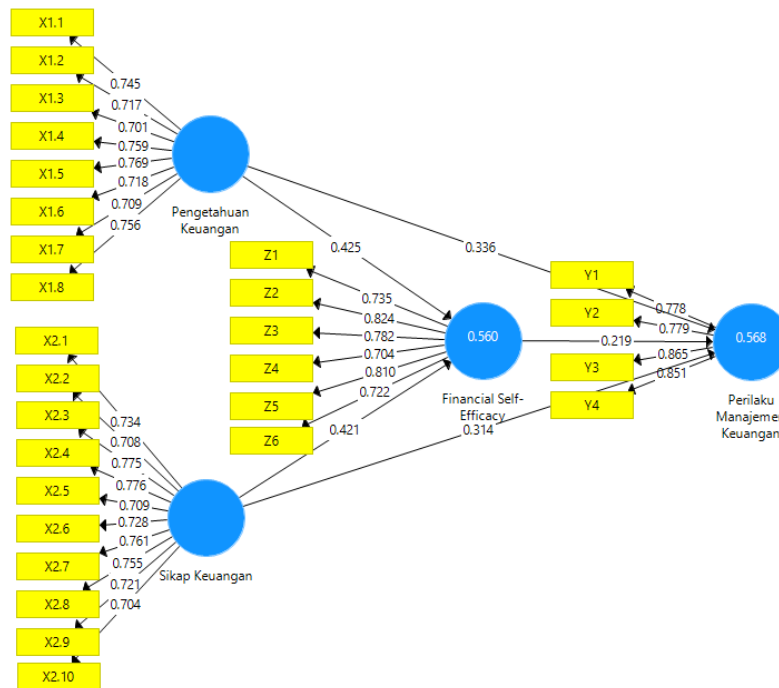 X1.1
X1.2
X1.3
X1.4
X1.5
X1.6
X1.7
X1.8
0.745
0.717
0.701
0.759
0.769
0.718
0.709
0.756
Pengetahuan
Keuangan
0.425
0.336
Z1
Z2
Z3
Z4
Z5
Z6
0.735
0.824
0.782
0.704
0.810
0.722
0.421
0.560
Financial Self-
Efficacy
0.219
0.314
Y1
Y2
Y3
Y4
0.778
0.779
0.865
0.851
0.568
Perilaku
Manajemen
Keuangan
X2.1
X2.2
X2.3
X2.4
X2.5
X2.6
X2.7
X2.8
X2.9
X2.10
0.734
0.708
0.775
0.776
0.709
0.728
0.761
0.755
0.721
0.704
Sikap Keuangan